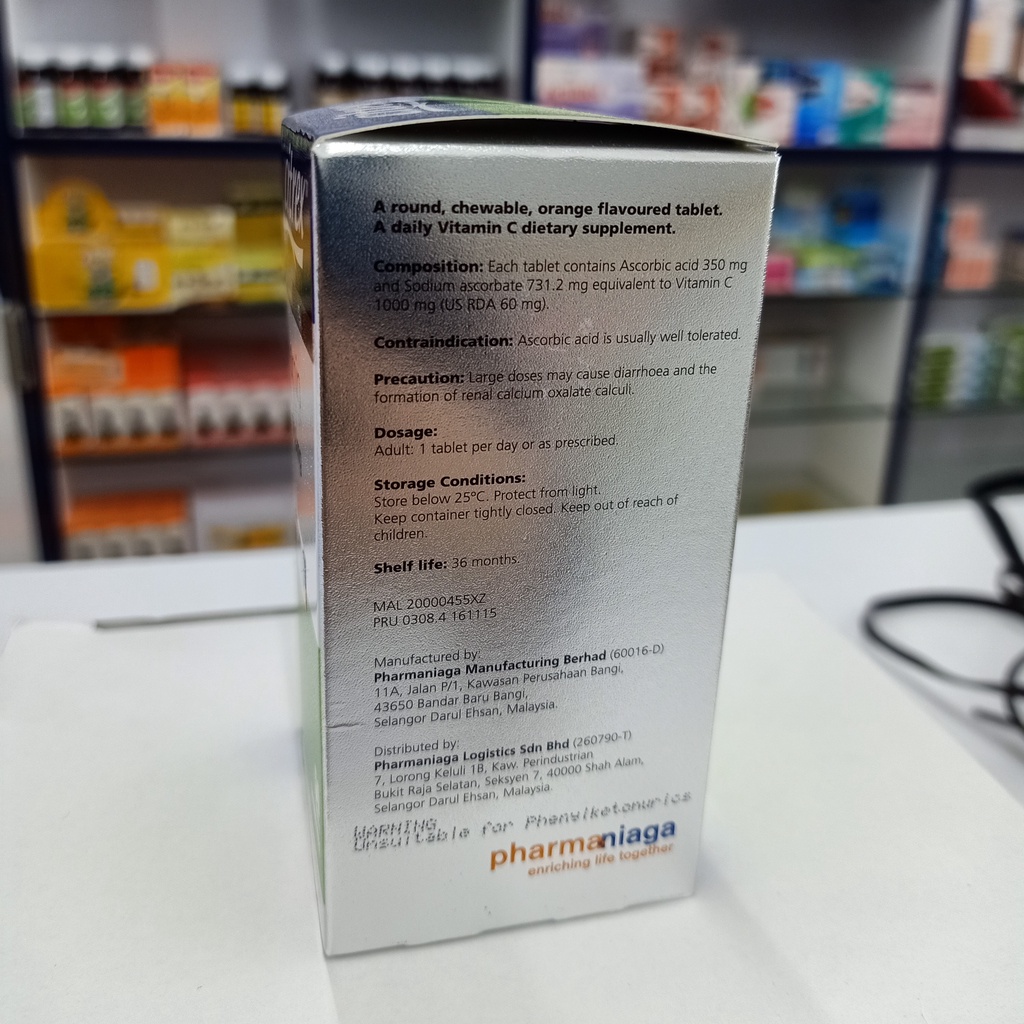 A round, chewable, orange flavoured tablet.
A daily Vitamin C dietary supplement.
Composition: Each tablet contains Ascorbic acid 350 mg
and Sodium ascorbate 731.2 mg equivalent to Vitamin C
1000 mg (US RDA 60 mg).
Contraindication: Ascorbic acid is usually well tolerated.
Precaution: Large doses may cause diarrhoea and the
formation of renal calcium oxalate calculi.
Dosage:
Adult: 1 tablet per day or as prescribed.
Storage Conditions:
Store below 25°C. Protect from light.
Keep container tightly closed. Keep out of reach of
children.
Shelf life: 36 months.
MAL 20000455XZ
PRU 0308.4 161115
Manufactured by:
Pharmaniaga Manufacturing Berhad (60016-D)
11A, Jalan P/1, Kawasan Perusahaan Bangi,
43650 Bandar Baru Bangi,
Selangor Darul Ehsan, Malaysia.
Distributed by:
Pharmaniaga Logistics Sdn Bhd (260790-T)
7, Lorong Keluli 1B, Kaw. Perindustrian
Bukit Raja Selatan, Seksyen 7, 40000 Shah Alam,
Selangor Darul Ehsan, Malaysia.
WARNING
Unsuitable for Phenylketonurics
pharmaniaga
enriching life together